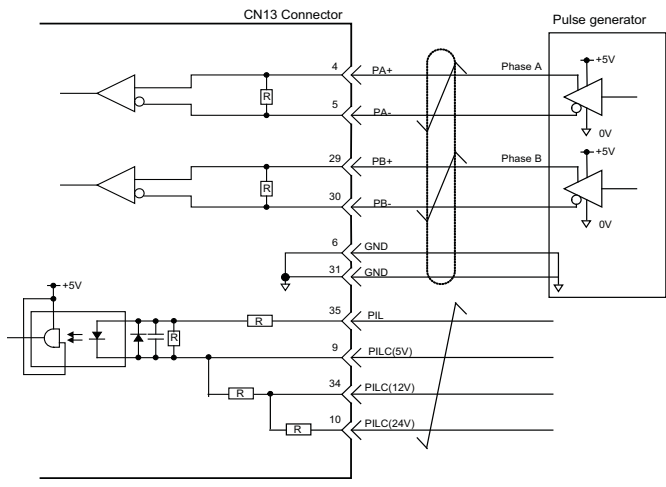 CN13 Connector
Pulse generator
+5V
4 PA+ Phase A
R
5 PA-
0V
+5V
29 PB+ Phase B
R
30 PB-
0V
6 GND
31 GND
+5V
35 PIL
R
R
9 PILC(5V)
34 PILC(12V)
R
10 PILC(24V)
R